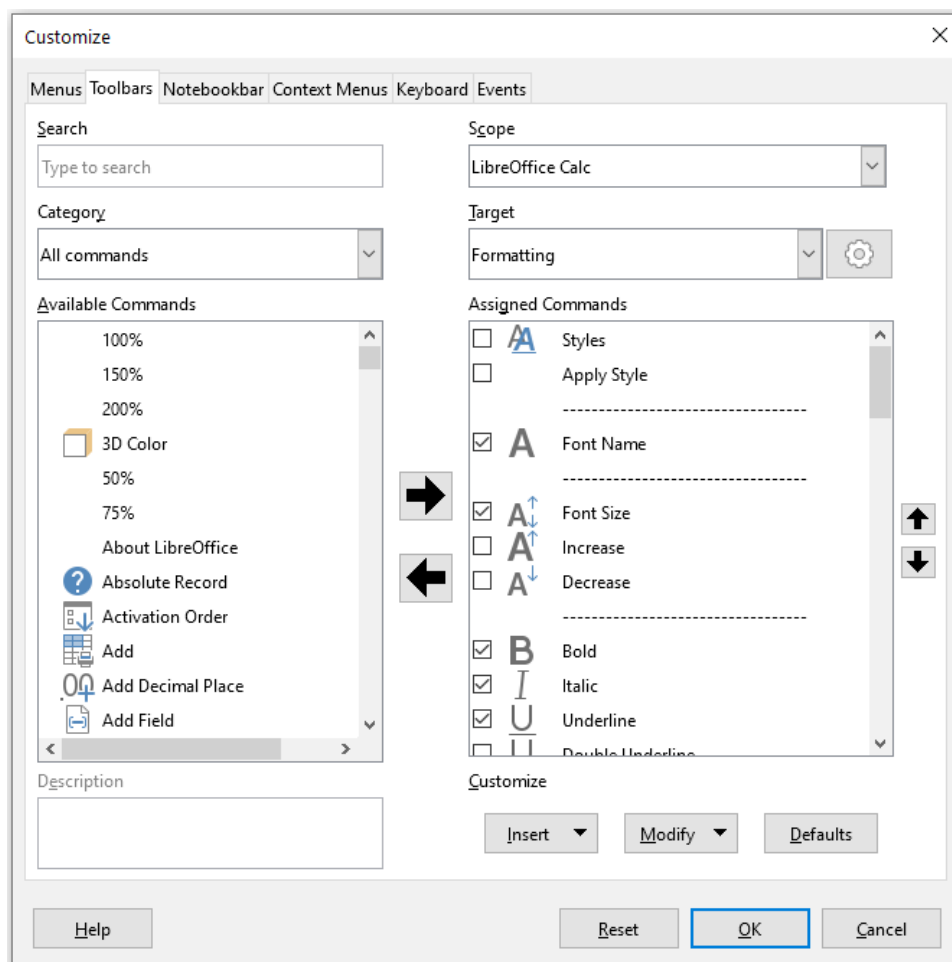 Customize
Menus Toolbars Notebookbar Context Menus Keyboard Events
Search
Type to search
Category
All commands
Available Commands
100%
150%
200%
3D Color
50%
75%
About LibreOffice
Absolute Record
Activation Order
Add
Add Decimal Place
Add Field
Description
Scope
LibreOffice Calc
Target
Formatting
Assigned Commands
Styles
Apply Style
----------------------------------
Font Name
----------------------------------
Font Size
Increase
Decrease
----------------------------------
Bold
Italic
Underline
Double Underline
Customize
Insert Modify Defaults
Help Reset OK Cancel